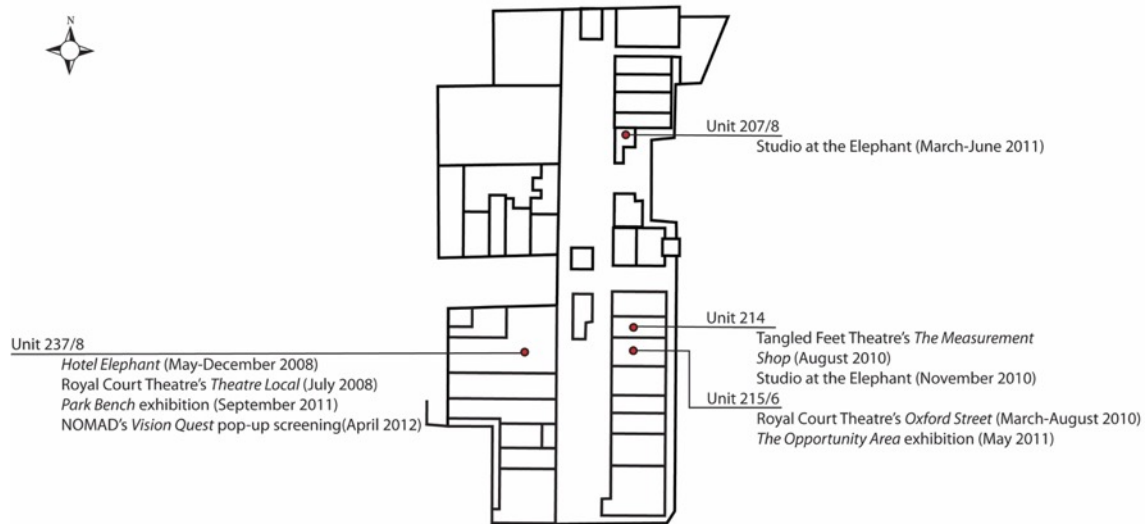 N
Unit 207/8
Studio at the Elephant (March-June 2011)
Unit 214
Tangled Feet Theatre's The Measurement
Shop (August 2010)
Studio at the Elephant (November 2010)
Unit 215/6
Royal Court Theatre's Oxford Street (March-August 2010)
The Opportunity Area exhibition (May 2011)
Unit 237/8
Hotel Elephant (May-December 2008)
Royal Court Theatre's Theatre Local (July 2008)
Park Bench exhibition (September 2011)
NOMAD's Vision Quest pop-up screening(April 2012)